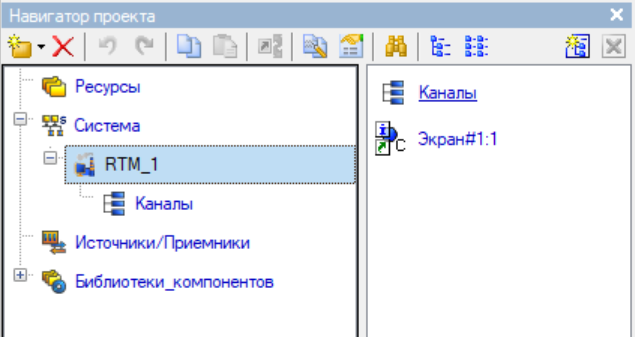 Навигатор проекта
Ресурсы
Система
RTM_1
Каналы
Источники/Приемники
Библиотеки_компонентов
Каналы
Экран#1:1